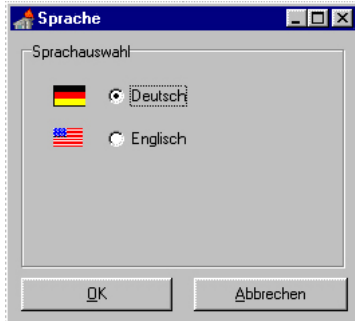 Sprache
Sprachauswahl
Deutsch
Englisch
OK
Abbrechen